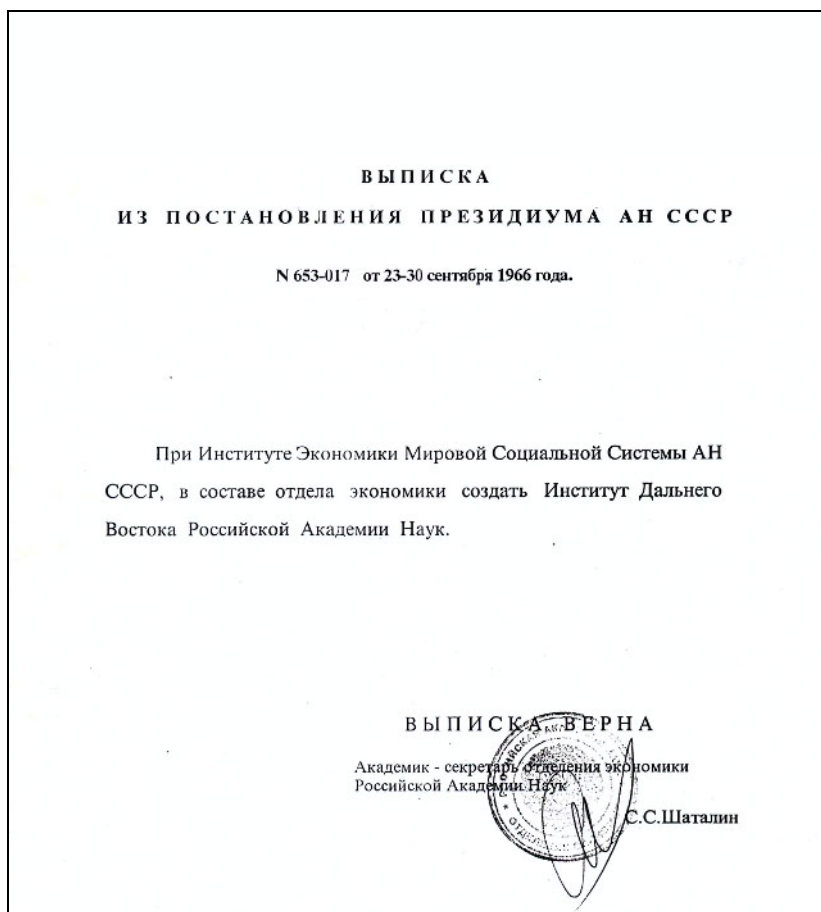 ВЫПИСКА
ИЗ ПОСТАНОВЛЕНИЯ ПРЕЗИДИУМА АН СССР
N 653-017 от 23-30 сентября 1966 года.
При Институте Экономики Мировой Социальной Системы АН
СССР, в составе отдела экономики создать Институт Дальнего
Востока Российской Академии Наук.
ВЫПИСКА ВЕРНА
Академик - секретарь отделения экономики
Российской Академии Наук
С.С.Шаталин